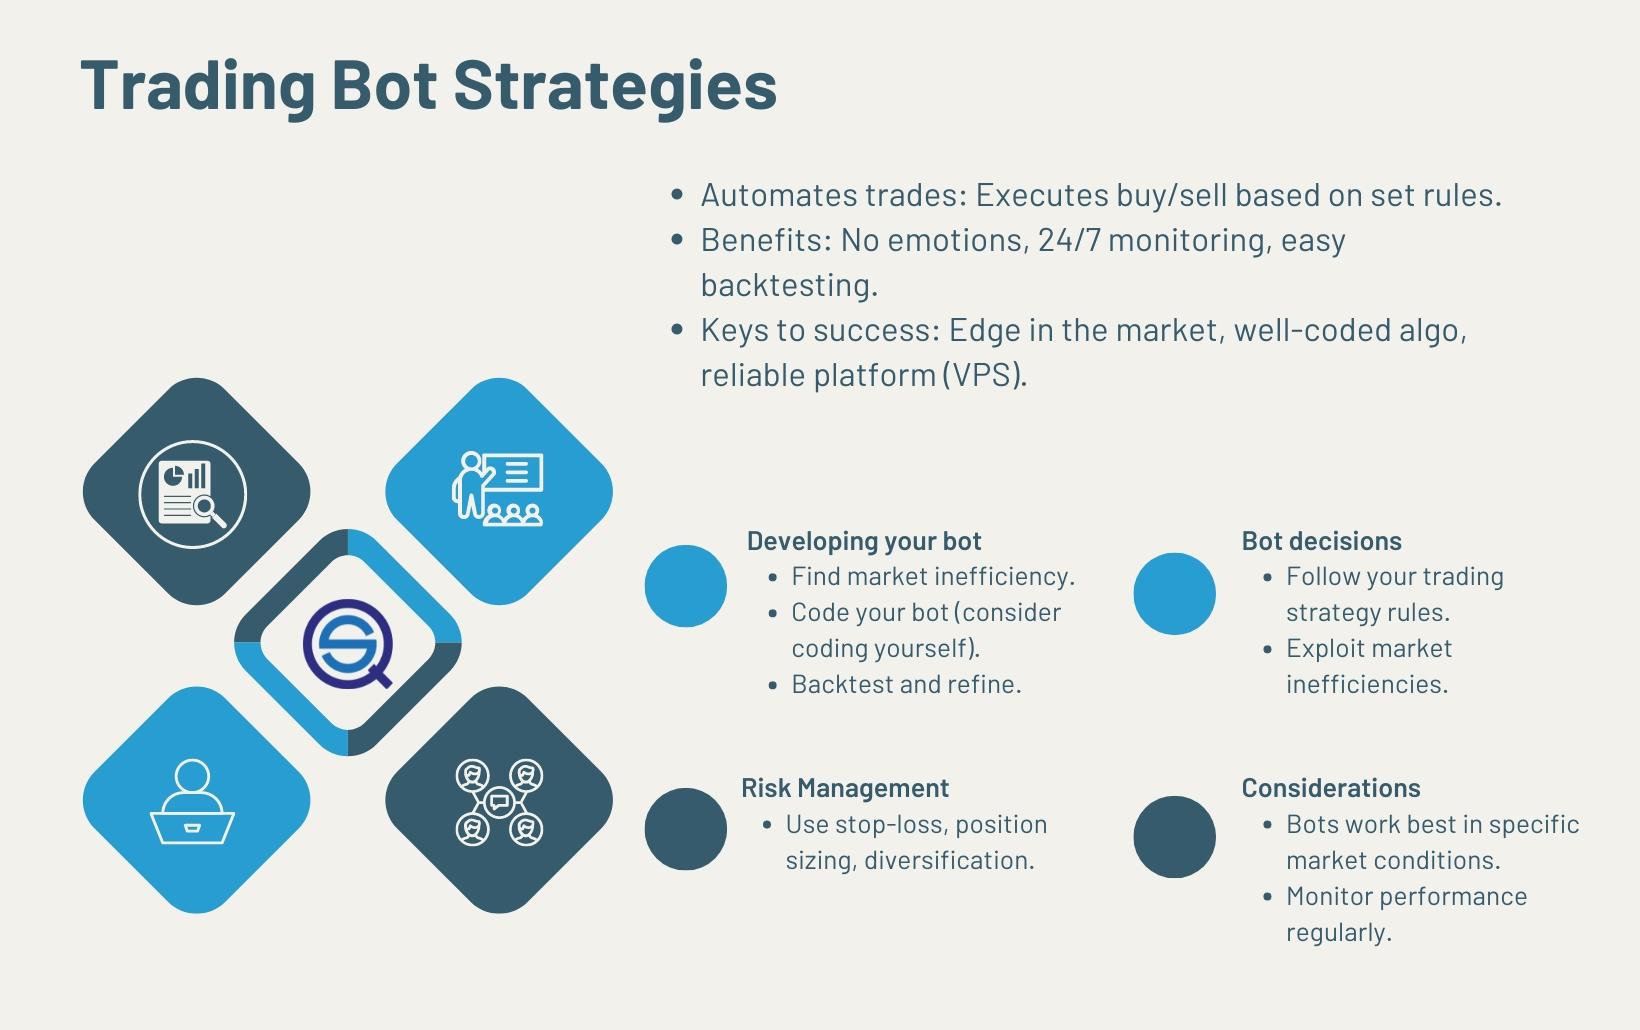 Trading Bot Strategies
• Automates trades: Executes buy/sell based on set rules.
• Benefits: No emotions, 24/7 monitoring, easy
backtesting.
• Keys to success: Edge in the market, well-coded algo,
reliable platform (VPS).
Developing your bot
• Find market inefficiency.
• Code your bot (consider
coding yourself).
• Backtest and refine.
Bot decisions
• Follow your trading
strategy rules.
• Exploit market
inefficiencies.
Risk Management
• Use stop-loss, position
sizing, diversification.
Considerations
• Bots work best in specific
market conditions.
• Monitor performance
regularly.